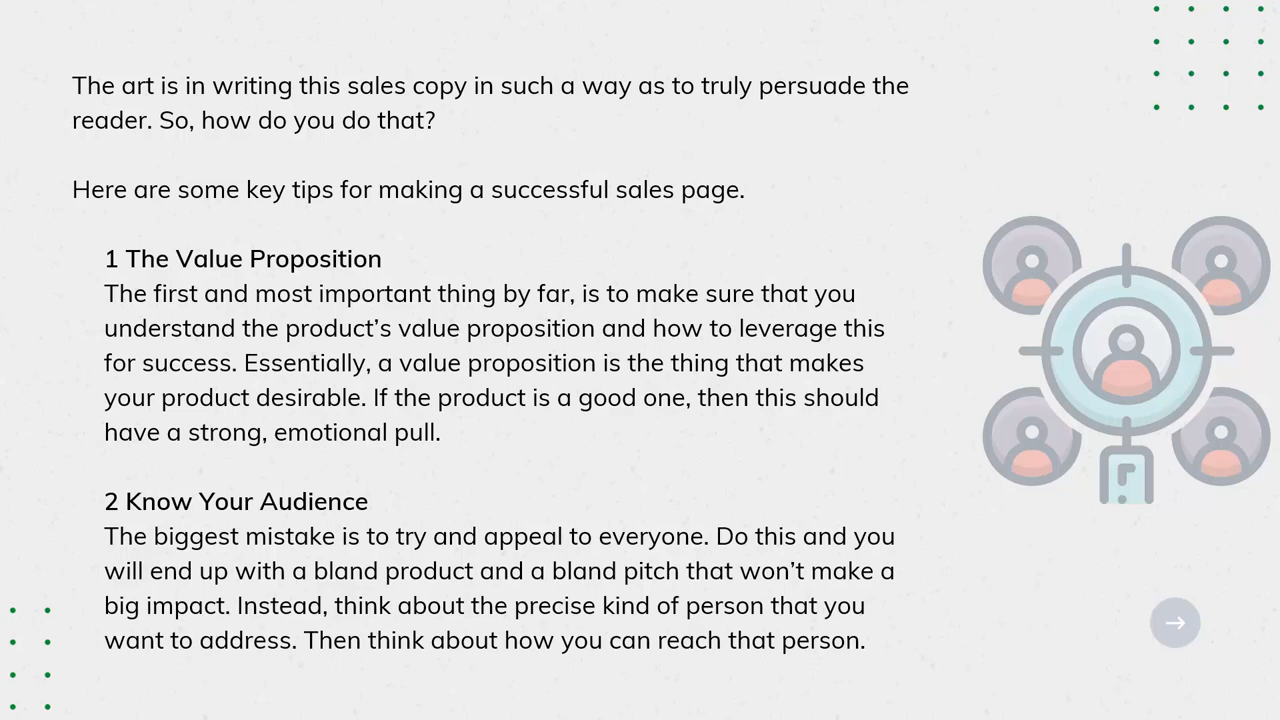 The art is in writing this sales copy in such a way as to truly persuade the
reader. So, how do you do that?
Here are some key tips for making a successful sales page.
1 The Value Proposition
The first and most important thing by far, is to make sure that you
understand the product’s value proposition and how to leverage this
for success. Essentially, a value proposition is the thing that makes
your product desirable. If the product is a good one, then this should
have a strong, emotional pull.
2 Know Your Audience
The biggest mistake is to try and appeal to everyone. Do this and you
will end up with a bland product and a bland pitch that won’t make a
big impact. Instead, think about the precise kind of person that you
want to address. Then think about how you can reach that person.